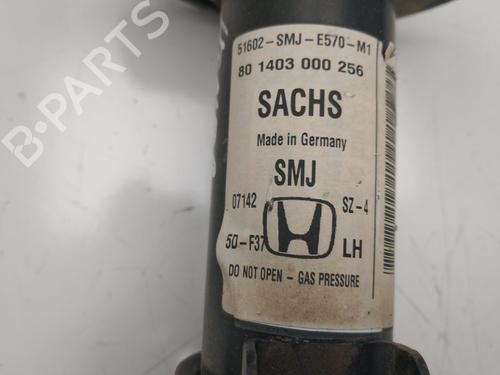 51602-SMJ-E570-M1
80 1403 000 256
SACHS
Made in Germany
SMJ
07142 SZ-4
50-F37 LH
DO NOT OPEN - GAS PRESSURE
B-PARTS